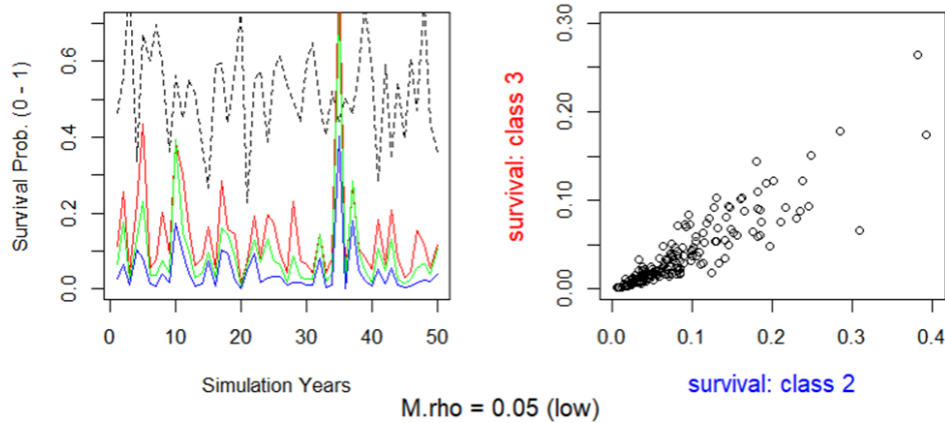 Survival Prob. (0 - 1)
0.0 0.2 0.4 0.6
0 10 20 30 40 50
Simulation Years
survival: class 3
0.00 0.10 0.20 0.30
0.0 0.1 0.2 0.3 0.4
survival: class 2
M.rho = 0.05 (low)